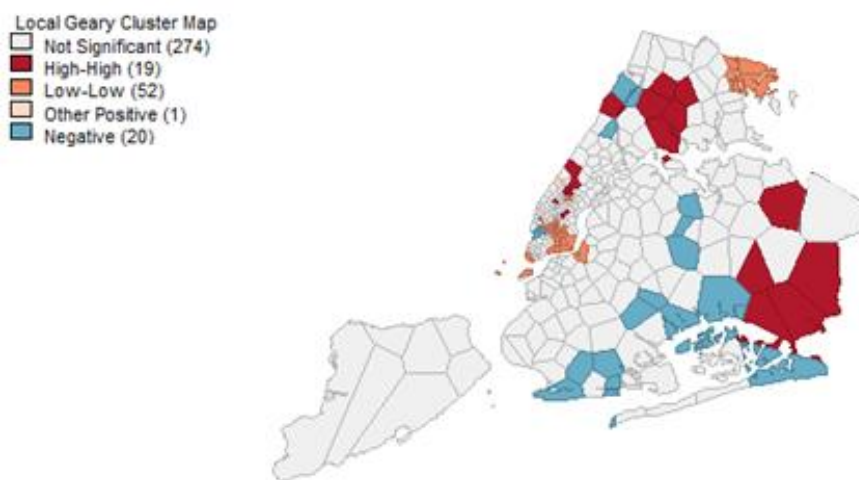 Local Geary Cluster Map
Not Significant (274)
High-High (19)
Low-Low (52)
Other Positive (1)
Negative (20)